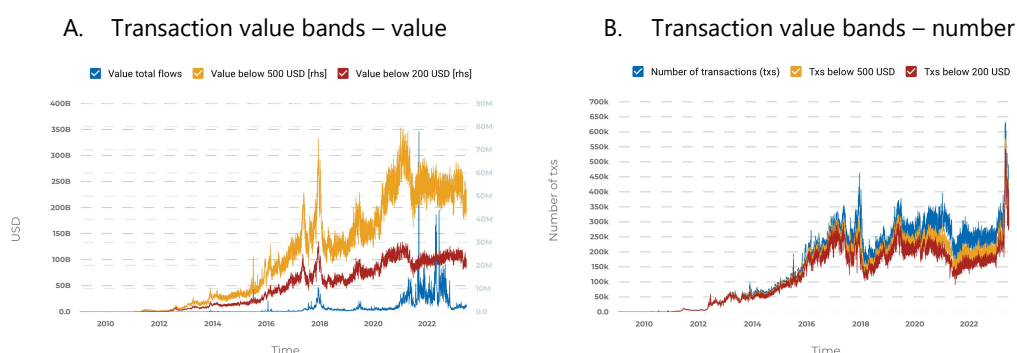 A. Transaction value bands – value
Value total flows Value below 500 USD [rhs] Value below 200 USD [rhs]
400B
350B
300B
250B
200B
150B
100B
50B
0.0
90M
80M
70M
60M
50M
40M
30M
20M
10M
0.0
USD
2010 2012 2014 2016 2018 2020 2022
Time
B. Transaction value bands – number
Number of transactions (txs) Txs below 500 USD Txs below 200 USD
700k
650k
600k
550k
500k
450k
400k
350k
300k
250k
200k
150k
100k
50k
0.0
Number of txs
2010 2012 2014 2016 2018 2020 2022
Time